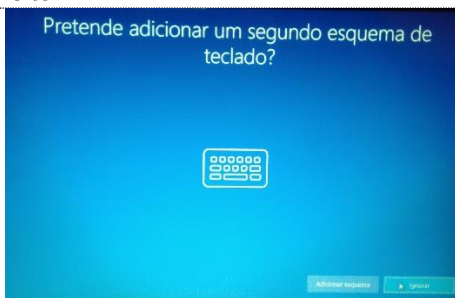 Pretende adicionar um segundo esquema de
teclado?
Adicionar esquema
Ignorar